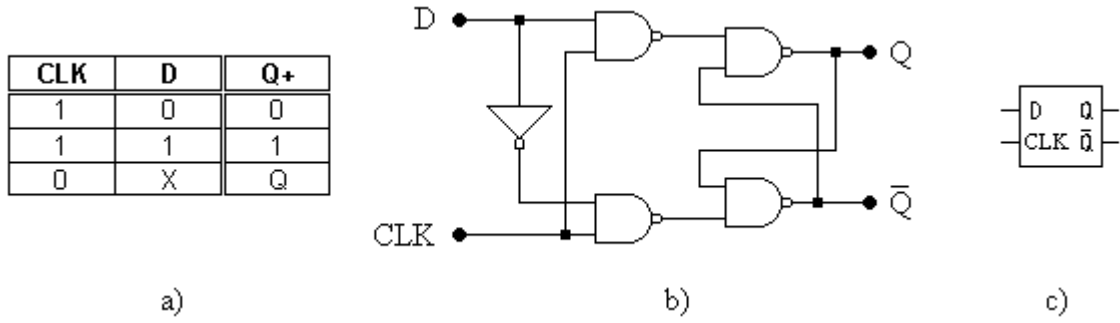 CLK D Q+
1 0 0
1 1 1
0 X Q
a)
D
Q
CLK
Q̅
b)
D Q
CLK Q̅
c)